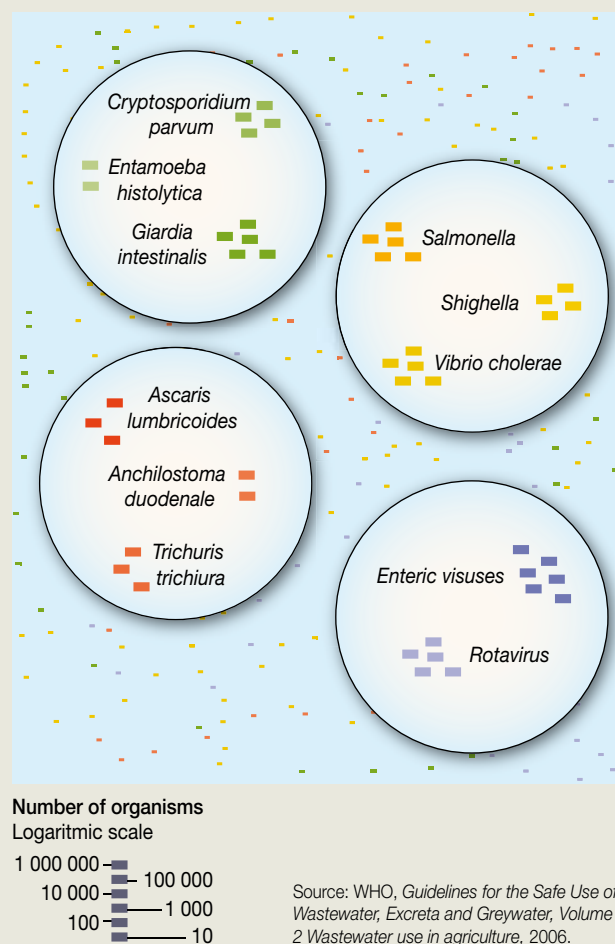 Cryptosporidium
parvum
Entamoeba
histolytica
Giardia
intestinalis
Salmonella
Shighella
Vibrio cholerae
Ascaris
lumbricoides
Anchilostoma
duodenale
Trichuris
trichiura
Enteric visuses
Rotavirus
Number of organisms
Logaritmic scale
1 000 000
100 000
10 000
1 000
100
10
Source: WHO, Guidelines for the Safe Use of
Wastewater, Excreta and Greywater, Volume
2 Wastewater use in agriculture, 2006.